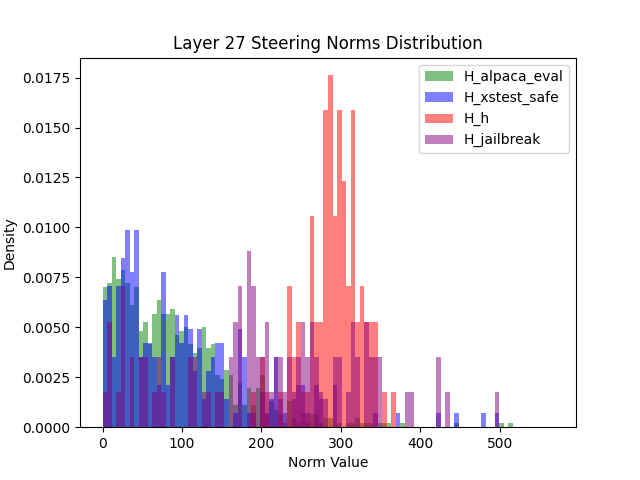 Layer 27 Steering Norms Distribution
0.0175
0.0150
0.0125
0.0100
0.0075
0.0050
0.0025
0.0000
Density
H_alpaca_eval
H_xstest_safe
H_h
H_jailbreak
0 100 200 300 400 500
Norm Value